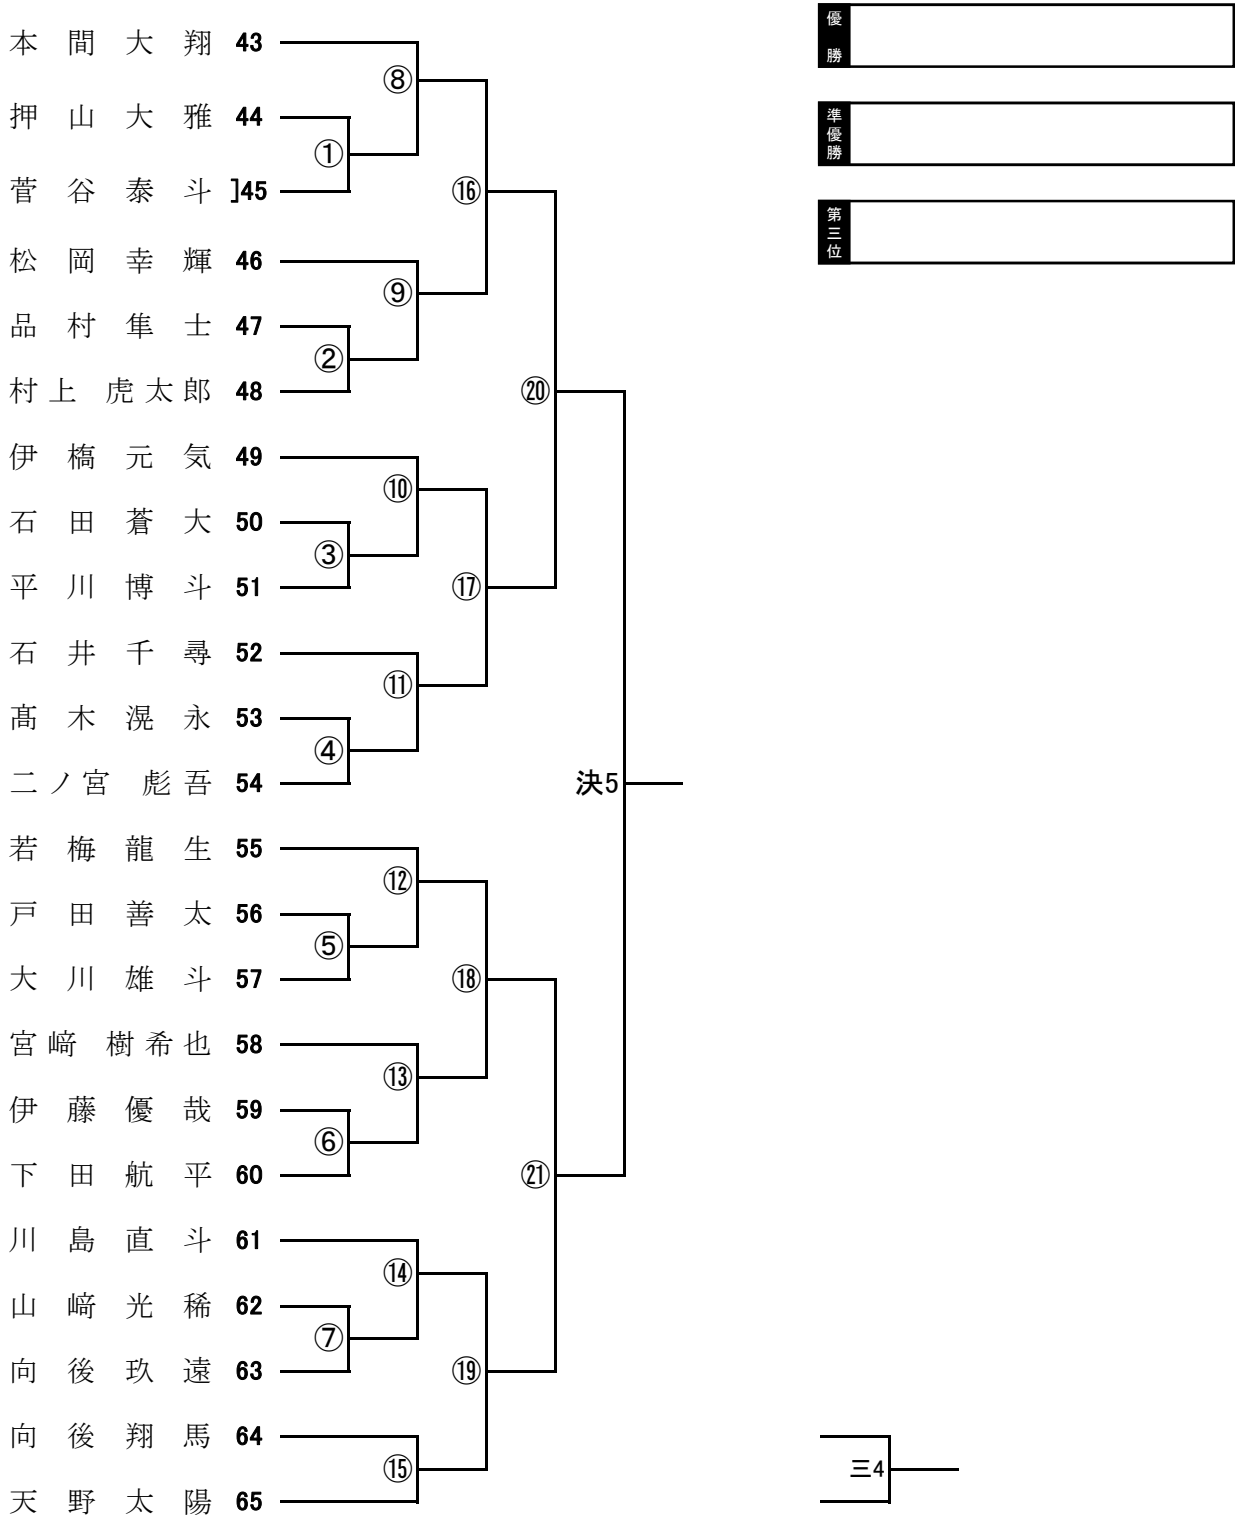 本間大翔 43
押山大雅 44
菅谷泰斗 ]45
松岡幸輝 46
品村隼士 47
村上 虎太郎 48
伊橋元気 49
石田蒼大 50
平川博斗 51
石井千尋 52
髙木滉永 53
二ノ宮 彪吾 54
若梅龍生 55
戸田善太 56
大川雄斗 57
宮﨑 樹希也 58
伊藤優哉 59
下田航平 60
川島直斗 61
山﨑光稀 62
向後玖遠 63
向後翔馬 64
天野太陽 65
①
②
③
④
⑤
⑥
⑦
⑧
⑨
⑩
⑪
⑫
⑬
⑭
⑮
⑯
⑰
⑱
⑲
⑳
㉑
決5
優勝
準優勝
第三位
三4